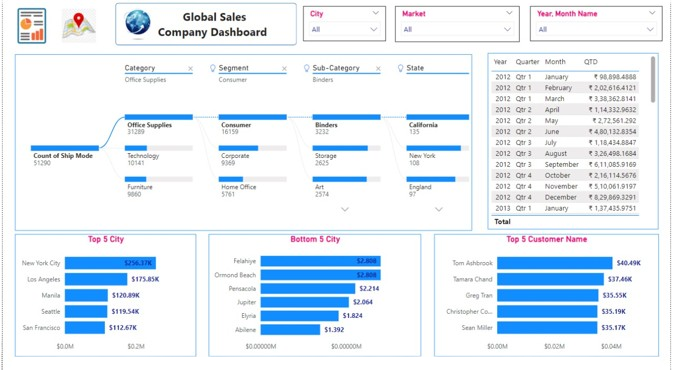 Global Sales
Company Dashboard
City
All
Market
All
Year, Month Name
All
Category
Office Supplies
Segment
Consumer
Sub-Category
Binders
State
Count of Ship Mode
51290
Office Supplies
31289
Technology
10141
Furniture
9860
Consumer
16159
Corporate
9369
Home Office
5761
Binders
3232
Storage
2625
Art
2574
California
135
New York
108
England
97
Year Quarter Month QTD
2012 Qtr 1 January ₹ 98,898.4888
2012 Qtr 1 February ₹ 2,02,616.4121
2012 Qtr 1 March ₹ 3,38,362.8141
2012 Qtr 2 April ₹ 1,14,332.9632
2012 Qtr 2 May ₹ 2,72,561.292
2012 Qtr 2 June ₹ 4,80,132.8354
2012 Qtr 3 July ₹ 1,18,434.8847
2012 Qtr 3 August ₹ 3,26,498.1684
2012 Qtr 3 September ₹ 6,11,085.9169
2012 Qtr 4 October ₹ 2,16,114.5676
2012 Qtr 4 November ₹ 5,10,061.9197
2012 Qtr 4 December ₹ 8,29,869.3291
2013 Qtr 1 January ₹ 1,37,435.9751
Total
Top 5 City
New York City $256.37K
Los Angeles $175.85K
Manila $120.89K
Seattle $119.54K
San Francisco $112.67K
$0.0M $0.2M
Bottom 5 City
Felahiye $2.808
Ormond Beach $2.808
Pensacola $2.214
Jupiter $2.064
Elyria $1.824
Abilene $1.392
$0.00000M $0.00000M
Top 5 Customer Name
Tom Ashbrook $40.49K
Tamara Chand $37.46K
Greg Tran $35.55K
Christopher Co... $35.19K
Sean Miller $35.17K
$0.00M $0.02M $0.04M